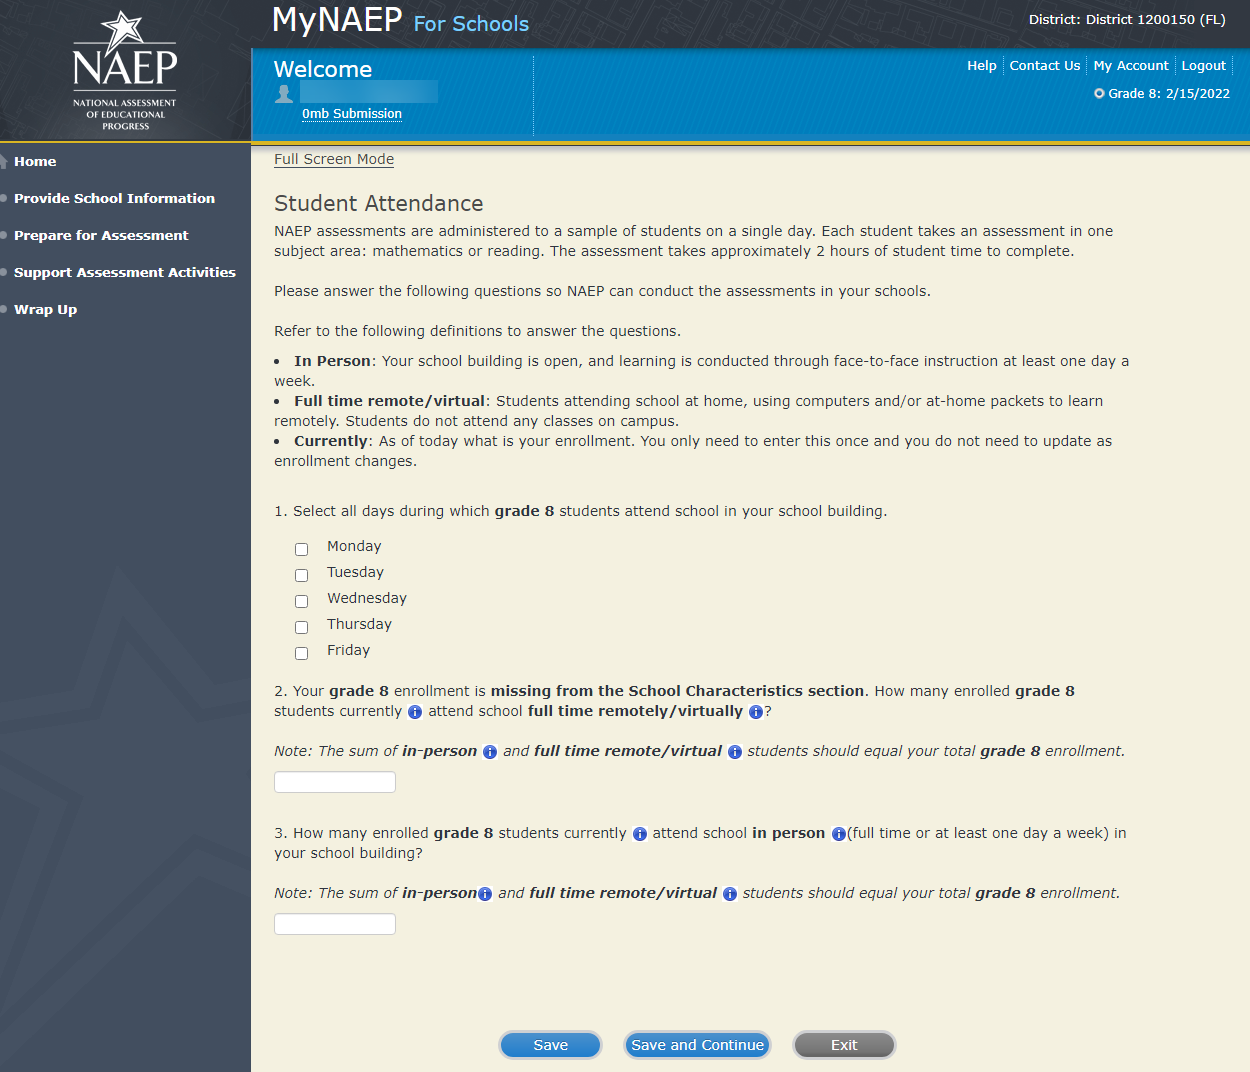 MyNAEP For Schools
District: District 1200150 (FL)
NAEP
NATIONAL ASSESSMENT
OF EDUCATIONAL
PROGRESS
Welcome
0mb Submission
Help
Contact Us
My Account
Logout
Grade 8: 2/15/2022
Home
Provide School Information
Prepare for Assessment
Support Assessment Activities
Wrap Up
Full Screen Mode
Student Attendance
NAEP assessments are administered to a sample of students on a single day. Each student takes an assessment in one
subject area: mathematics or reading. The assessment takes approximately 2 hours of student time to complete.
Please answer the following questions so NAEP can conduct the assessments in your schools.
Refer to the following definitions to answer the questions.
• In Person: Your school building is open, and learning is conducted through face-to-face instruction at least one day a
week.
• Full time remote/virtual: Students attending school at home, using computers and/or at-home packets to learn
remotely. Students do not attend any classes on campus.
• Currently: As of today what is your enrollment. You only need to enter this once and you do not need to update as
enrollment changes.
1. Select all days during which grade 8 students attend school in your school building.
Monday
Tuesday
Wednesday
Thursday
Friday
2. Your grade 8 enrollment is missing from the School Characteristics section. How many enrolled grade 8
students currently i attend school full time remotely/virtually i?
Note: The sum of in-person i and full time remote/virtual i students should equal your total grade 8 enrollment.
3. How many enrolled grade 8 students currently i attend school in person i(full time or at least one day a week) in
your school building?
Note: The sum of in-person i and full time remote/virtual i students should equal your total grade 8 enrollment.
Save
Save and Continue
Exit